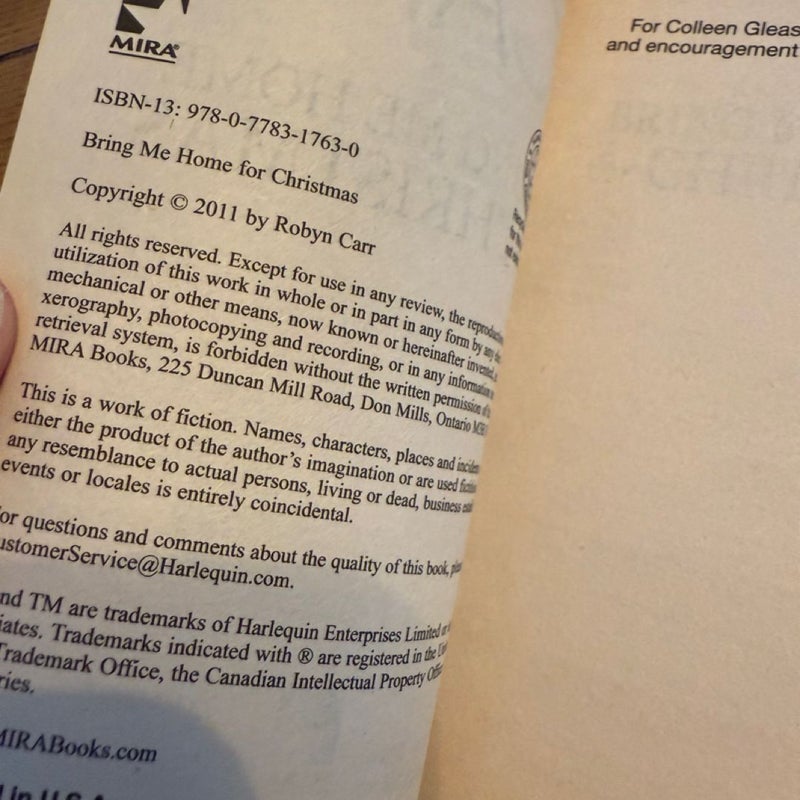 MIRA®
ISBN-13: 978-0-7783-1763-0
Bring Me Home for Christmas
Copyright © 2011 by Robyn Carr
All rights reserved. Except for use in any review, the
utilization of this work in whole or in part in any form by any
mechanical or other means, now known or hereinafter
xerography, photocopying and recording, or in any information
retrieval system, is forbidden without the written permission
MIRA Books, 225 Duncan Mill Road, Don Mills, Ontario
This is a work of fiction. Names, characters, places and
either the product of the author's imagination or are used
any resemblance to actual persons, living or dead, business
events or locales is entirely coincidental.
or questions and comments about the quality of this book,
ustomerService@Harlequin.com.
nd TM are trademarks of Harlequin Enterprises Limited
iates. Trademarks indicated with ® are registered in the
Trademark Office, the Canadian Intellectual Property
ries.
MIRABooks.com
in U.S.A.
For Colleen Gleas
and encouragement